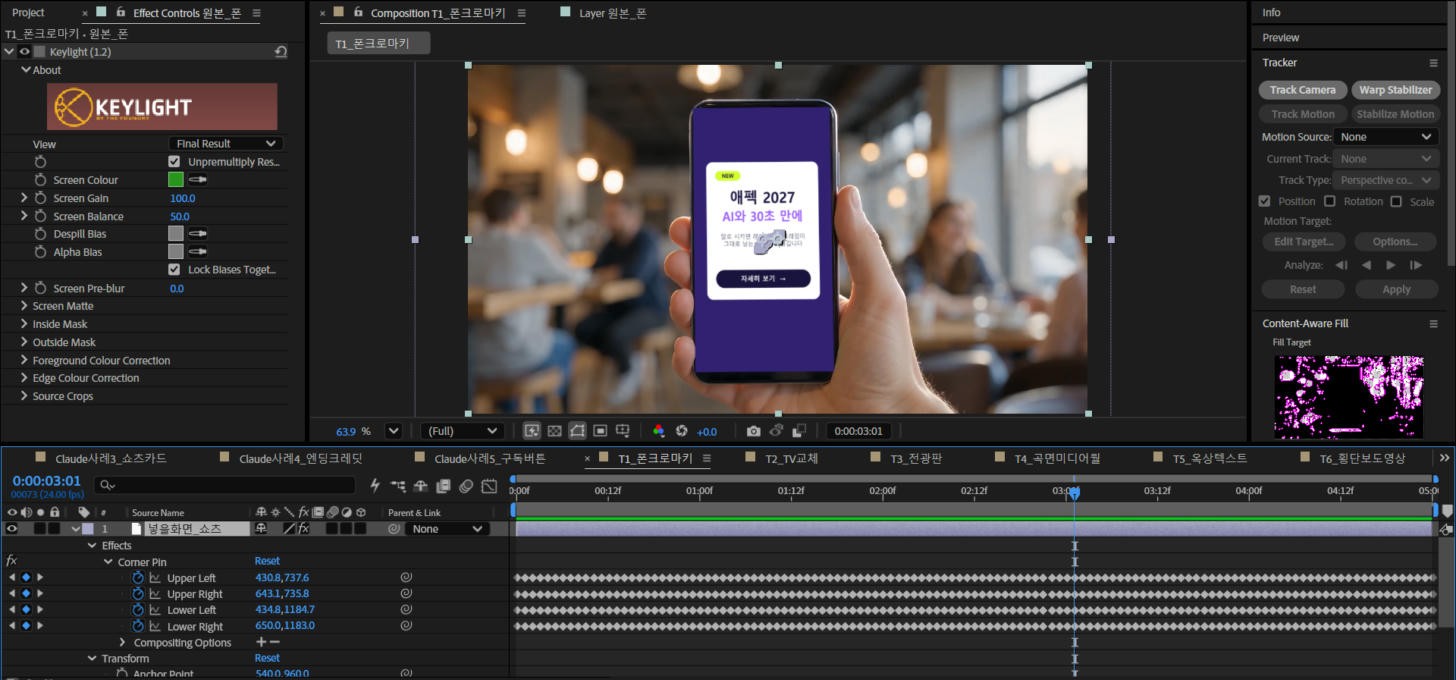 Project
× Effect Controls 원본_폰
T1_폰크로마키 • 원본_폰
Keylight (1.2)
About
KEYLIGHT
BY THE FOUNDRY
View Final Result
Unpremultiply Res...
Screen Colour
Screen Gain 100.0
Screen Balance 50.0
Despill Bias
Alpha Bias
Lock Biases Toget...
Screen Pre-blur 0.0
Screen Matte
Inside Mask
Outside Mask
Foreground Colour Correction
Edge Colour Correction
Source Crops
× Composition T1_폰크로마키
Layer 원본_폰
T1_폰크로마키
NEW
애펙 2027
AI와 30초 만에
자세히 보기 →
63.9 %
(Full)
+0.0
0:00:03:01
Info
Preview
Tracker
Track Camera Warp Stabilizer
Track Motion Stabilize Motion
Motion Source: None
Current Track: None
Track Type: Perspective co...
Position Rotation Scale
Motion Target:
Edit Target... Options...
Analyze:
Reset Apply
Content-Aware Fill
Fill Target
Claude사례3_쇼즈카드
Claude사례4_엔딩크레딧
Claude사례5_구독버튼
× T1_폰크로마키
T2_TV교체
T3_전광판
T4_곡면미디어월
T5_옥상텍스트
T6_횡단보도영상
0:00:03:01
00073 (24.00 fps)
00:12f 01:00f 01:12f 02:00f 02:12f 03:12f 04:00f 04:12f
# Source Name fx Parent & Link
1 넣을화면_쇼즈 fx None
Effects
fx Corner Pin Reset
Upper Left 430.8,737.6
Upper Right 643.1,735.8
Lower Left 434.8,1184.7
Lower Right 650.0,1183.0
Compositing Options + −
Transform Reset
Anchor Point 540.0,960.0